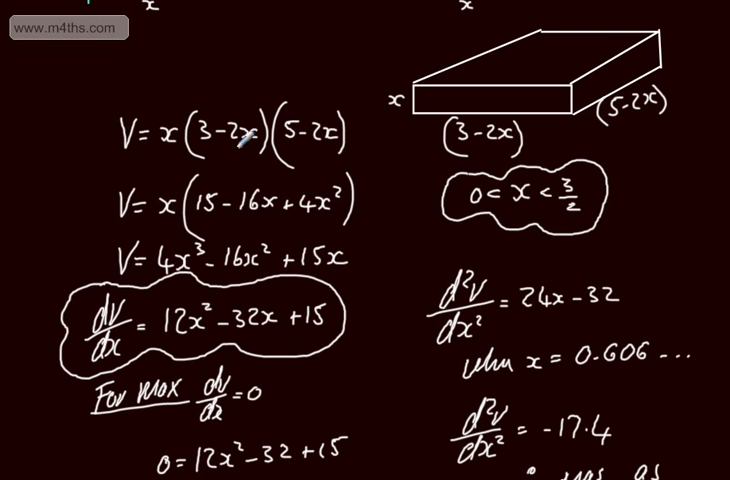 x x
www.m4ths.com
x
(5-2x)
(3-2x)
V = x(3-2x)(5-2x)
V = x(15 - 16x + 4x²)
V = 4x³ - 16x² + 15x
dv/dx = 12x² - 32x + 15
For max dv/dx = 0
0 = 12x² - 32 + 15
0 < x < 3/2
d²v/dx² = 24x - 32
when x = 0.606 ...
d²v/dx² = -17.4
as